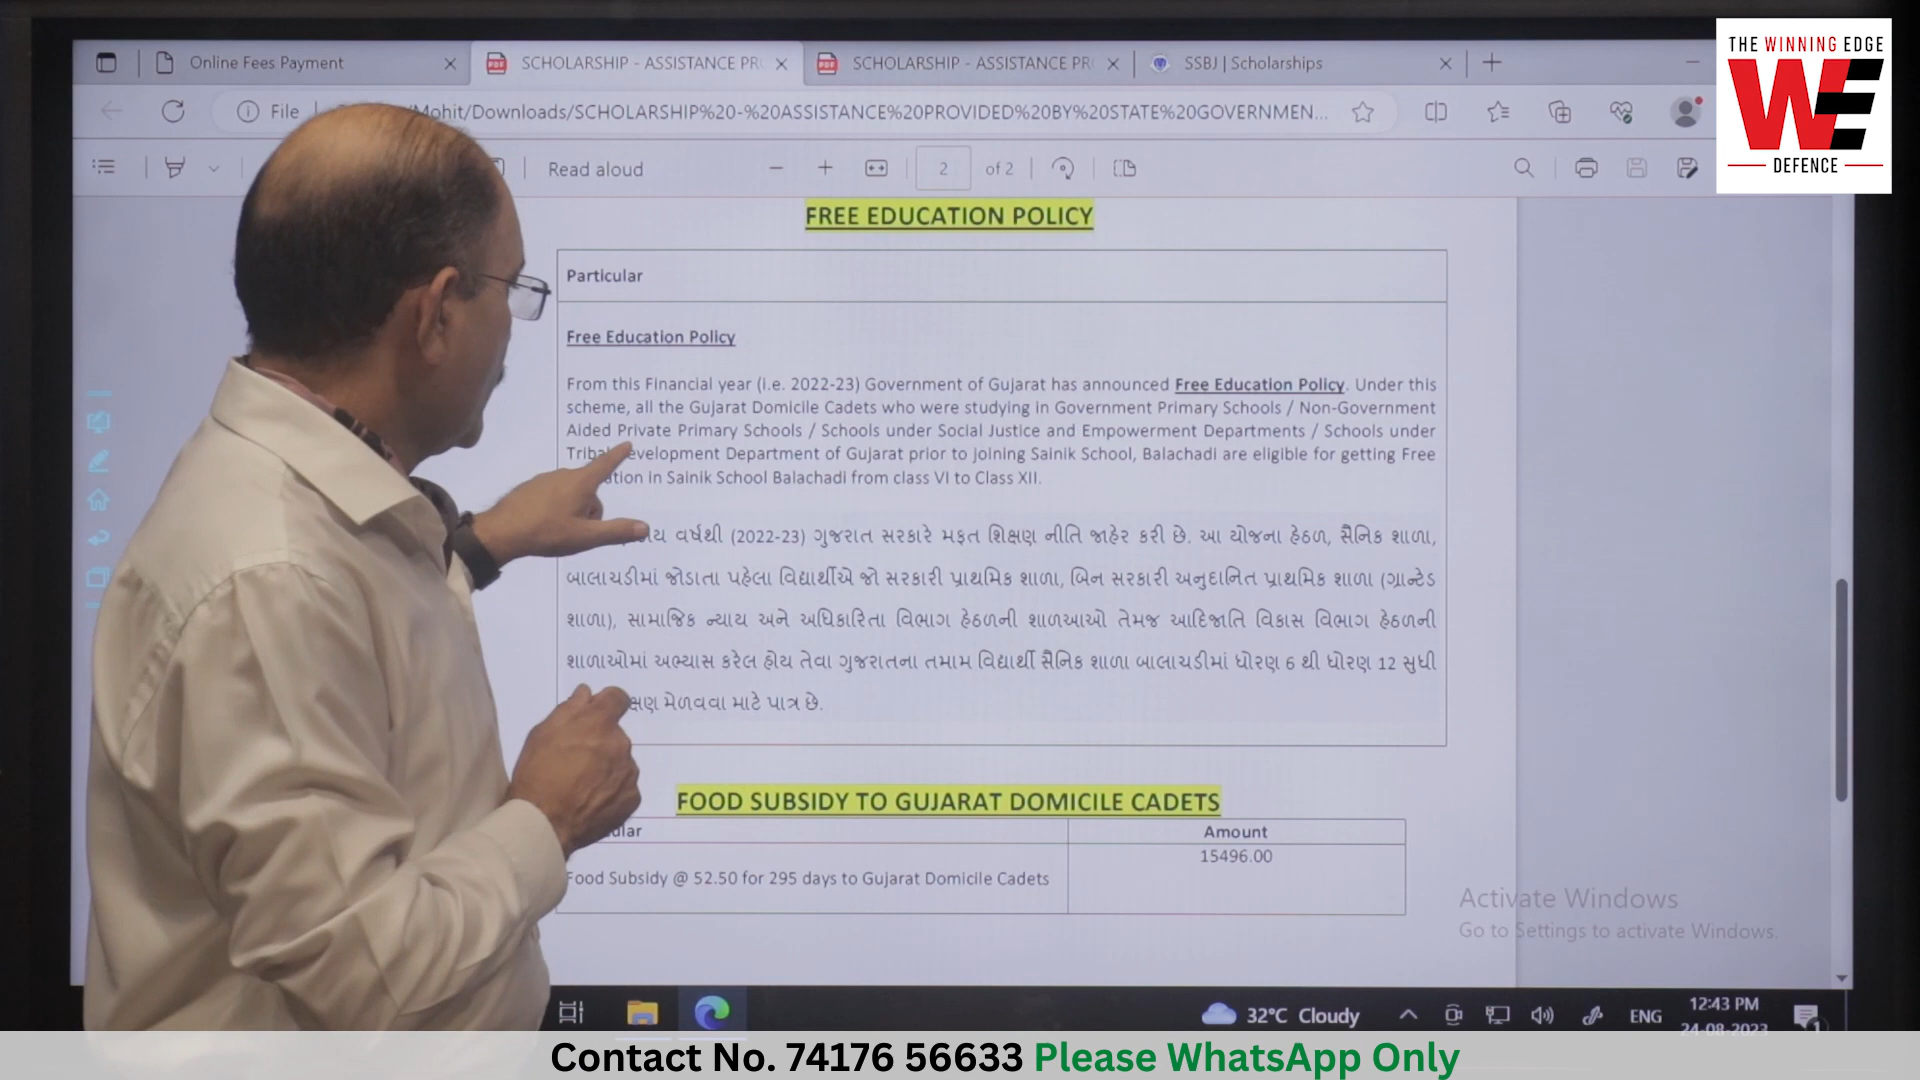 Online Fees Payment
SCHOLARSHIP - ASSISTANCE PR
SCHOLARSHIP - ASSISTANCE PR
SSBJ | Scholarships
THE WINNING EDGE
WE
DEFENCE
File
Mohit/Downloads/SCHOLARSHIP%20-%20ASSISTANCE%20PROVIDED%20BY%20STATE%20GOVERNMEN...
Read aloud
2 of 2
FREE EDUCATION POLICY
Particular
Free Education Policy
From this Financial year (i.e. 2022-23) Government of Gujarat has announced Free Education Policy. Under this
scheme, all the Gujarat Domicile Cadets who were studying in Government Primary Schools / Non-Government
Aided Private Primary Schools / Schools under Social Justice and Empowerment Departments / Schools under
Development Department of Gujarat prior to joining Sainik School, Balachadi are eligible for getting Free
in Sainik School Balachadi from class VI to Class XII.
વર્ષથી (2022-23) ગુજરાત સરકારે મફત શિક્ષણ નીતિ જાહેર કરી છે. આ યોજના હેઠળ, સૈનિક શાળા,
બાલાચડીમાં જોડાતા પહેલા વિદ્યાર્થીએ જો સરકારી પ્રાથમિક શાળા, બિન સરકારી અનુદાનિત પ્રાથમિક શાળા (ગ્રાન્ટેડ
શાળા), સામાજિક ન્યાય અને અધિકારિતા વિભાગ હેઠળની શાળઆઓ તેમજ આદિજાતિ વિકાસ વિભાગ હેઠળની
શાળાઓમાં અભ્યાસ કરેલ હોય તેવા ગુજરાતના તમામ વિદ્યાર્થી સૈનિક શાળા બાલાચડીમાં ધોરણ 6 થી ધોરણ 12 સુધી
મેળવવા માટે પાત્ર છે.
FOOD SUBSIDY TO GUJARAT DOMICILE CADETS
Amount
15496.00
Food Subsidy @ 52.50 for 295 days to Gujarat Domicile Cadets
Activate Windows
Go to Settings to activate Windows.
32°C Cloudy
ENG
12:43 PM
24-08-2023
1
Contact No. 74176 56633 Please WhatsApp Only